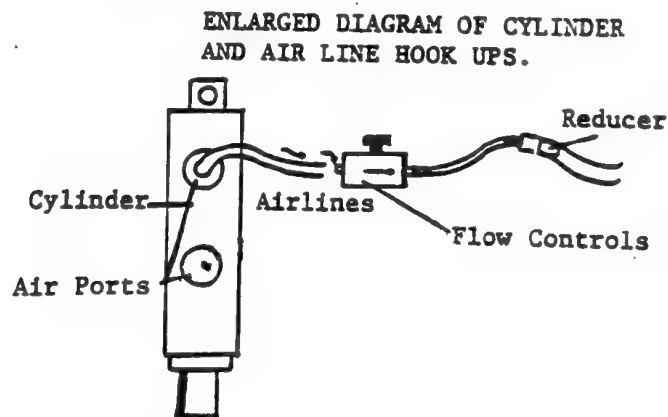 ENLARGED DIAGRAM OF CYLINDER
AND AIR LINE HOOK UPS.
Reducer
Cylinder
Airlines
Flow Controls
Air Ports